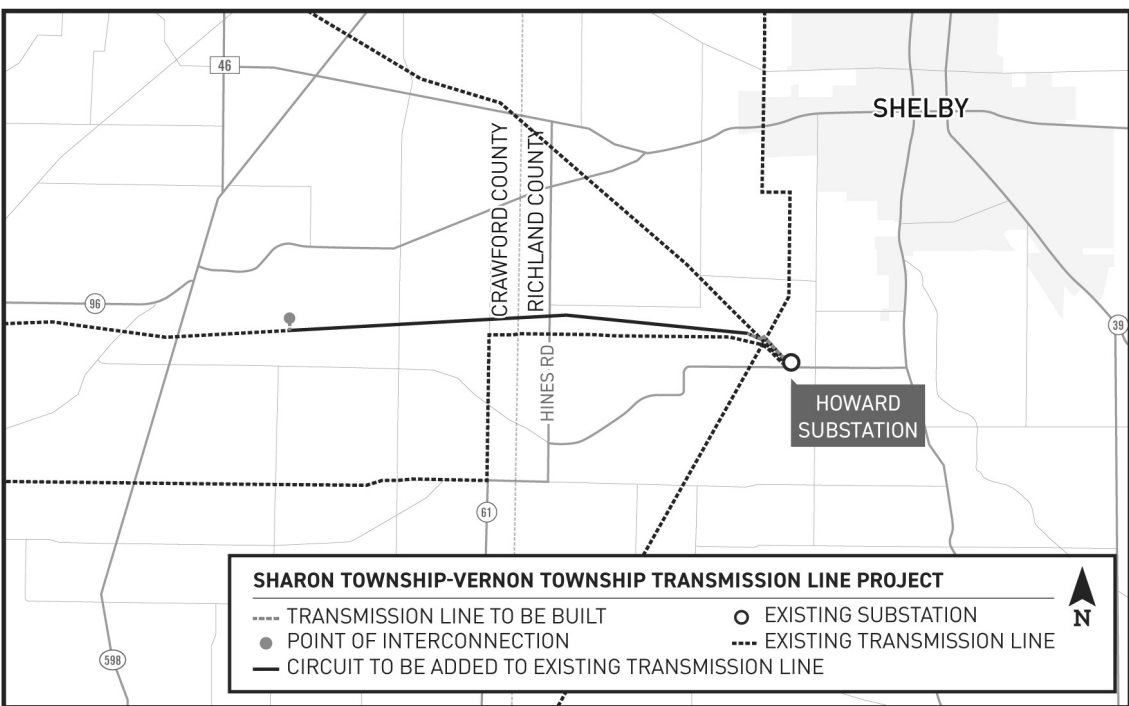 46
SHELBY
CRAWFORD COUNTY
RICHLAND COUNTY
96
39
HINES RD
HOWARD
SUBSTATION
61
598
SHARON TOWNSHIP-VERNON TOWNSHIP TRANSMISSION LINE PROJECT
TRANSMISSION LINE TO BE BUILT
POINT OF INTERCONNECTION
CIRCUIT TO BE ADDED TO EXISTING TRANSMISSION LINE
EXISTING SUBSTATION
EXISTING TRANSMISSION LINE
N